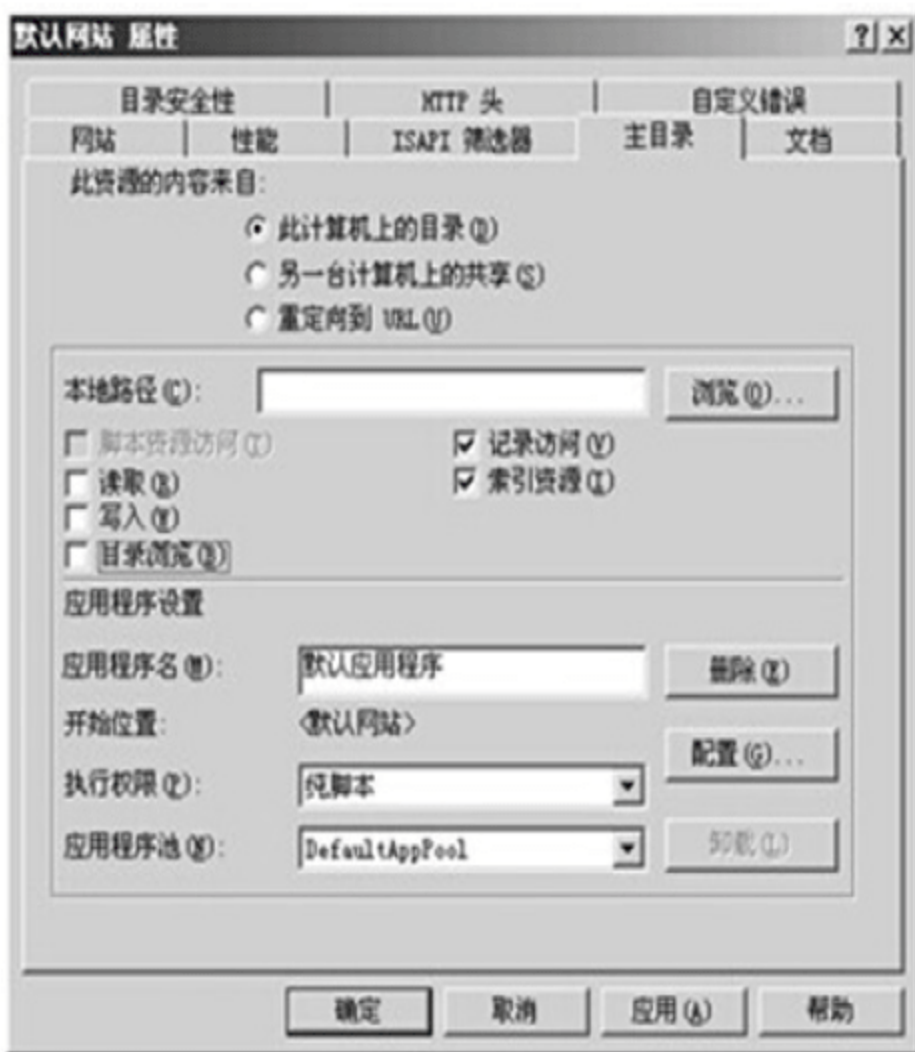 默认网站 属性
目录安全性 HTTP 头 自定义错误
网站 性能 ISAPI 筛选器 主目录 文档
此资源的内容来自:
此计算机上的目录(D)
另一台计算机上的共享(S)
重定向到 URL(U)
本地路径(C): 浏览(O)...
脚本资源访问(T) 记录访问(V)
读取(R) 索引资源(I)
写入(W)
目录浏览(B)
应用程序设置
应用程序名(M): 默认应用程序 删除(E)
开始位置: <默认网站>
配置(G)...
执行权限(P): 纯脚本
应用程序池(N): DefaultAppPool 卸载(L)
确定 取消 应用(A) 帮助